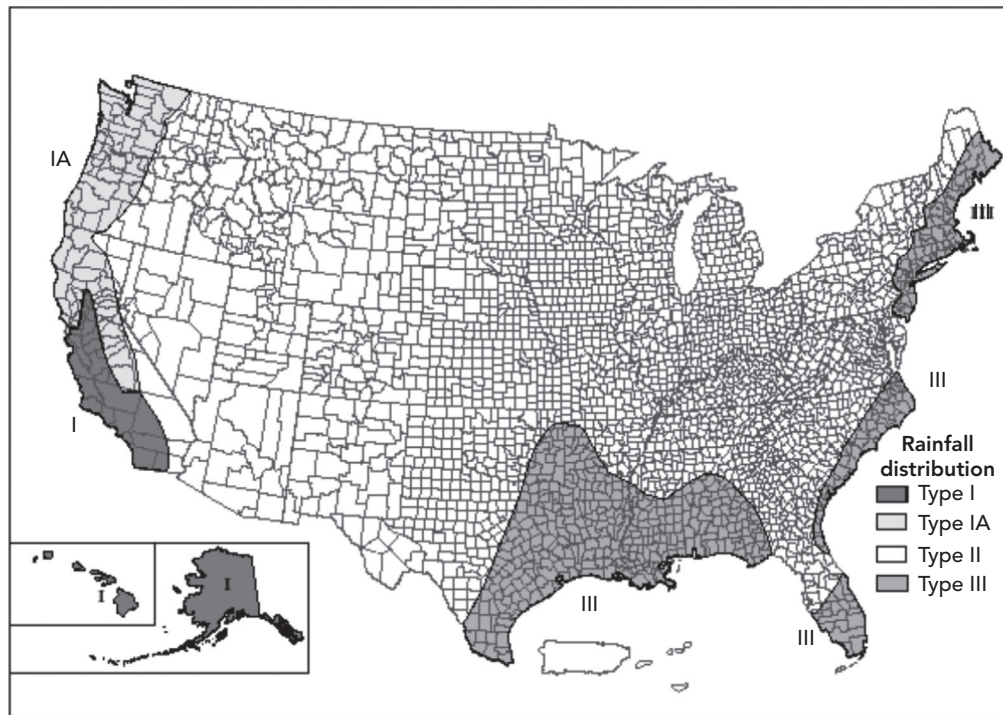 IA
III
III
I
Rainfall
distribution
Type I
Type IA
Type II
Type III
I
I
III
III